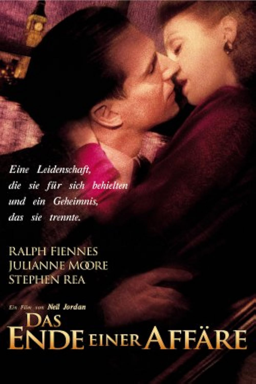 Eine Leidenschaft,
die sie für sich behielten
und ein Geheimnis,
das sie trennte.
RALPH FIENNES
JULIANNE MOORE
STEPHEN REA
Ein Film von Neil Jordan
DAS
ENDE EINER AFFÄRE